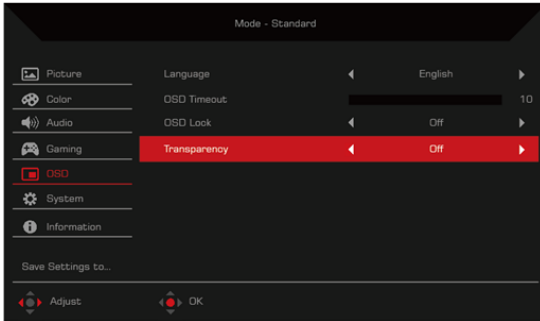 Mode - Standard
Picture
Language English
Color
OSD Timeout 10
Audio
OSD Lock Off
Gaming
Transparency Off
OSD
System
Information
Save Settings to...
Adjust OK